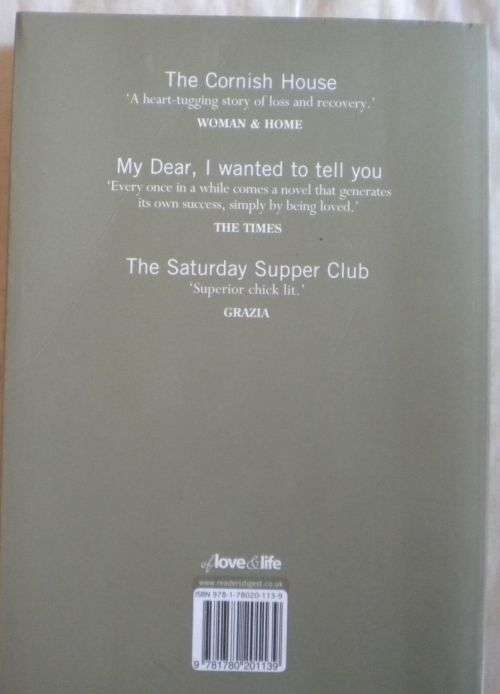 The Cornish House
'A heart-tugging story of loss and recovery.'
WOMAN & HOME
My Dear, I wanted to tell you
'Every once in a while comes a novel that generates
its own success, simply by being loved.'
THE TIMES
The Saturday Supper Club
'Superior chick lit.'
GRAZIA
of love & life
www.readersdigest.co.uk
ISBN 978-1-78020-113-9
9 781780 201139